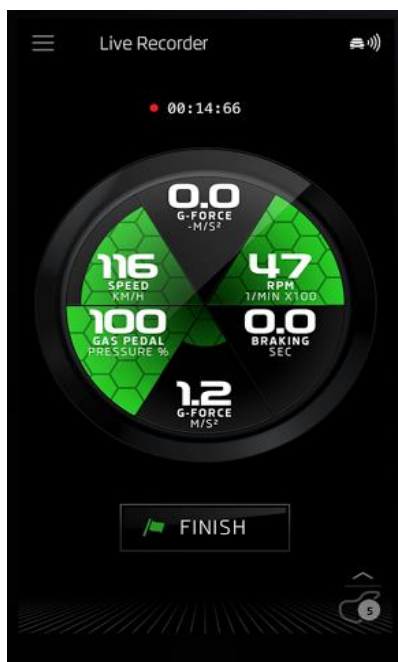 Live Recorder
00:14:66
0.0
G-FORCE
-M/S²
116
SPEED
KM/H
47
RPM
1/MIN X100
100
GAS PEDAL
PRESSURE %
0.0
BRAKING
SEC
1.2
G-FORCE
M/S²
FINISH
5